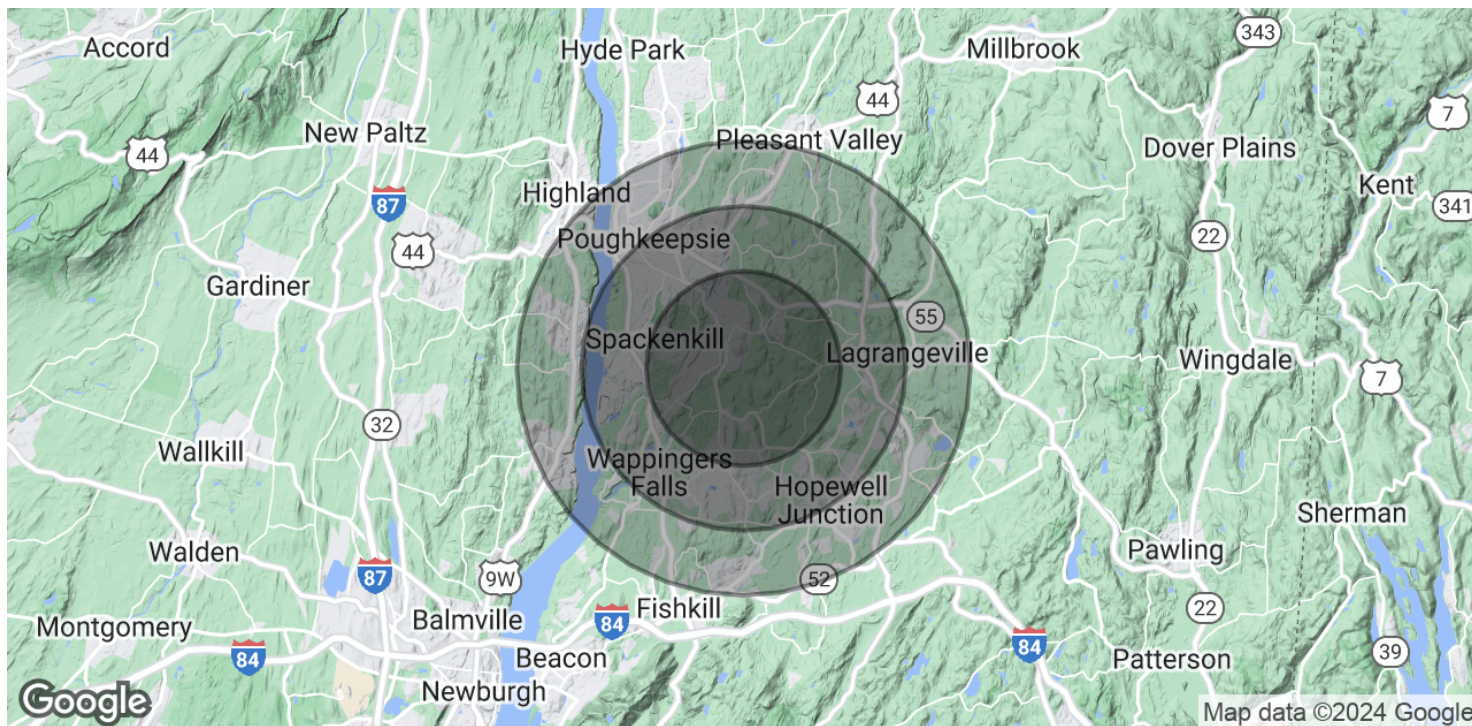 Accord
Hyde Park
Millbrook
343
44
7
New Paltz
44
Pleasant Valley
Dover Plains
Kent
87
Highland
341
44
Poughkeepsie
22
Gardiner
55
Spackenkill
Lagrangeville
Wingdale
7
32
Wallkill
Wappingers
Falls
Hopewell
Junction
Sherman
Walden
Pawling
87
9W
52
Fishkill
22
Montgomery
Balmville
84
84
84
Beacon
Patterson
39
Newburgh
Google
Map data ©2024 Google